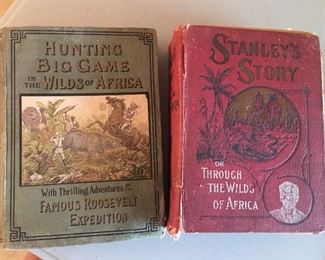 HUNTING
BIG GAME
IN THE WILDS OF AFRICA
With Thrilling Adventures of the
FAMOUS ROOSEVELT
EXPEDITION
STANLEY'S
STORY
OR
THROUGH
THE WILDS
OF AFRICA